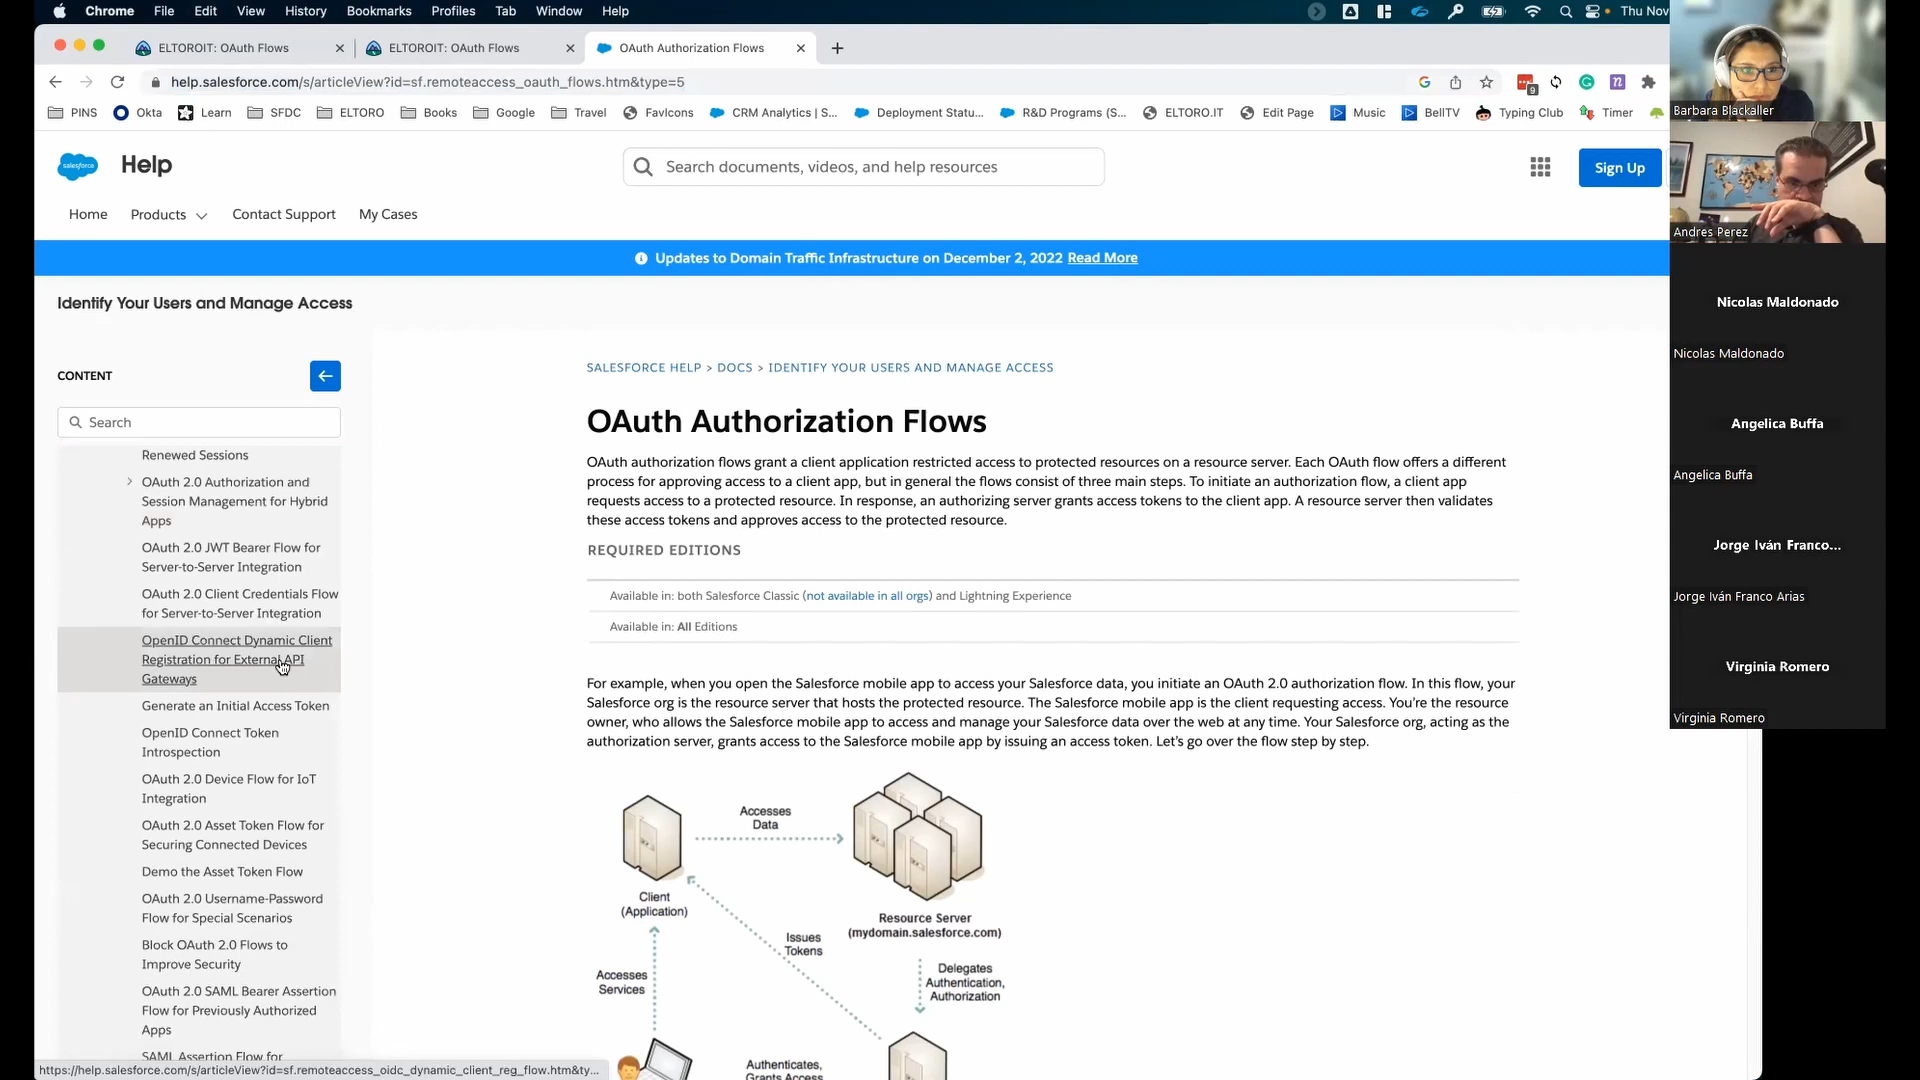 Chrome File Edit View History Bookmarks Profiles Tab Window Help
Thu Nov
ELTOROIT: OAuth Flows
ELTOROIT: OAuth Flows
OAuth Authorization Flows
help.salesforce.com/s/articleView?id=sf.remoteaccess_oauth_flows.htm&type=5
9
PINS Okta Learn SFDC ELTORO Books Google Travel FavIcons CRM Analytics | S... Deployment Statu... R&D Programs (S... ELTORO.IT Edit Page Music BellTV Typing Club Timer
salesforce
Help
Search documents, videos, and help resources
Sign Up
Home Products Contact Support My Cases
Updates to Domain Traffic Infrastructure on December 2, 2022 Read More
Identify Your Users and Manage Access
CONTENT
Search
Renewed Sessions
OAuth 2.0 Authorization and
Session Management for Hybrid
Apps
OAuth 2.0 JWT Bearer Flow for
Server-to-Server Integration
OAuth 2.0 Client Credentials Flow
for Server-to-Server Integration
OpenID Connect Dynamic Client
Registration for External API
Gateways
Generate an Initial Access Token
OpenID Connect Token
Introspection
OAuth 2.0 Device Flow for IoT
Integration
OAuth 2.0 Asset Token Flow for
Securing Connected Devices
Demo the Asset Token Flow
OAuth 2.0 Username-Password
Flow for Special Scenarios
Block OAuth 2.0 Flows to
Improve Security
OAuth 2.0 SAML Bearer Assertion
Flow for Previously Authorized
Apps
SAML Assertion Flow for
https://help.salesforce.com/s/articleView?id=sf.remoteaccess_oidc_dynamic_client_reg_flow.htm&ty...
SALESFORCE HELP > DOCS > IDENTIFY YOUR USERS AND MANAGE ACCESS
OAuth Authorization Flows
OAuth authorization flows grant a client application restricted access to protected resources on a resource server. Each OAuth flow offers a different
process for approving access to a client app, but in general the flows consist of three main steps. To initiate an authorization flow, a client app
requests access to a protected resource. In response, an authorizing server grants access tokens to the client app. A resource server then validates
these access tokens and approves access to the protected resource.
REQUIRED EDITIONS
Available in: both Salesforce Classic (not available in all orgs) and Lightning Experience
Available in: All Editions
For example, when you open the Salesforce mobile app to access your Salesforce data, you initiate an OAuth 2.0 authorization flow. In this flow, your
Salesforce org is the resource server that hosts the protected resource. The Salesforce mobile app is the client requesting access. You're the resource
owner, who allows the Salesforce mobile app to access and manage your Salesforce data over the web at any time. Your Salesforce org, acting as the
authorization server, grants access to the Salesforce mobile app by issuing an access token. Let's go over the flow step by step.
Accesses
Data
Client
(Application)
Resource Server
(mydomain.salesforce.com)
Issues
Tokens
Accesses
Services
Delegates
Authentication,
Authorization
Authenticates,
Grants Access
Barbara Blackaller
Andres Perez
Nicolas Maldonado
Nicolas Maldonado
Angelica Buffa
Angelica Buffa
Jorge Iván Franco...
Jorge Iván Franco Arias
Virginia Romero
Virginia Romero